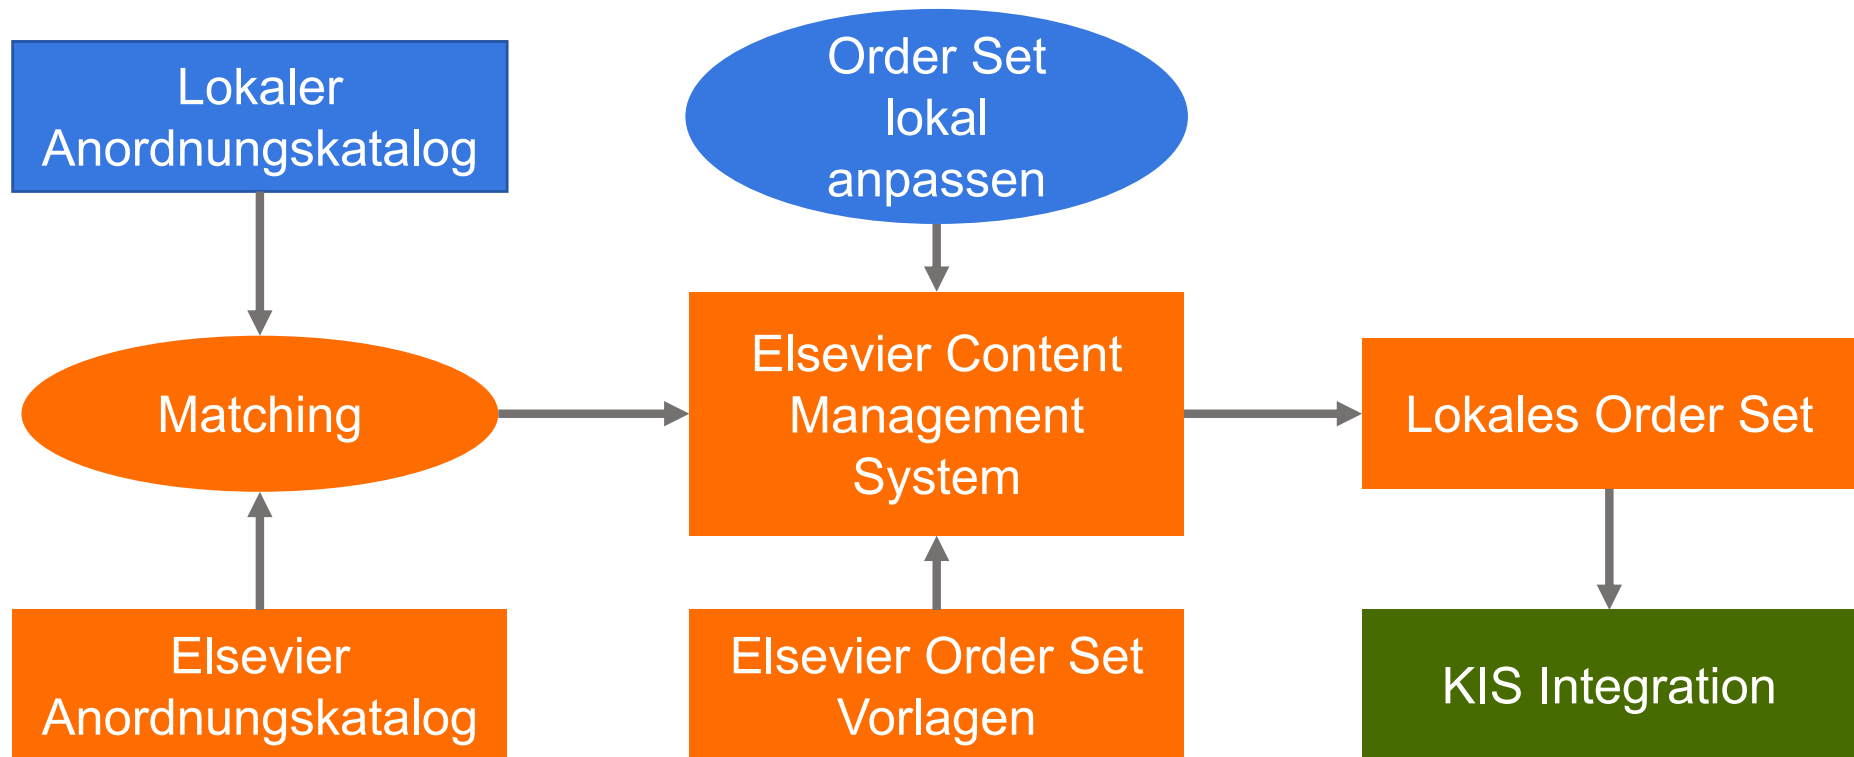 Lokaler
Anordnungskatalog
Order Set
lokal
anpassen
Matching
Elsevier Content
Management
System
Lokales Order Set
Elsevier
Anordnungskatalog
Elsevier Order Set
Vorlagen
KIS Integration